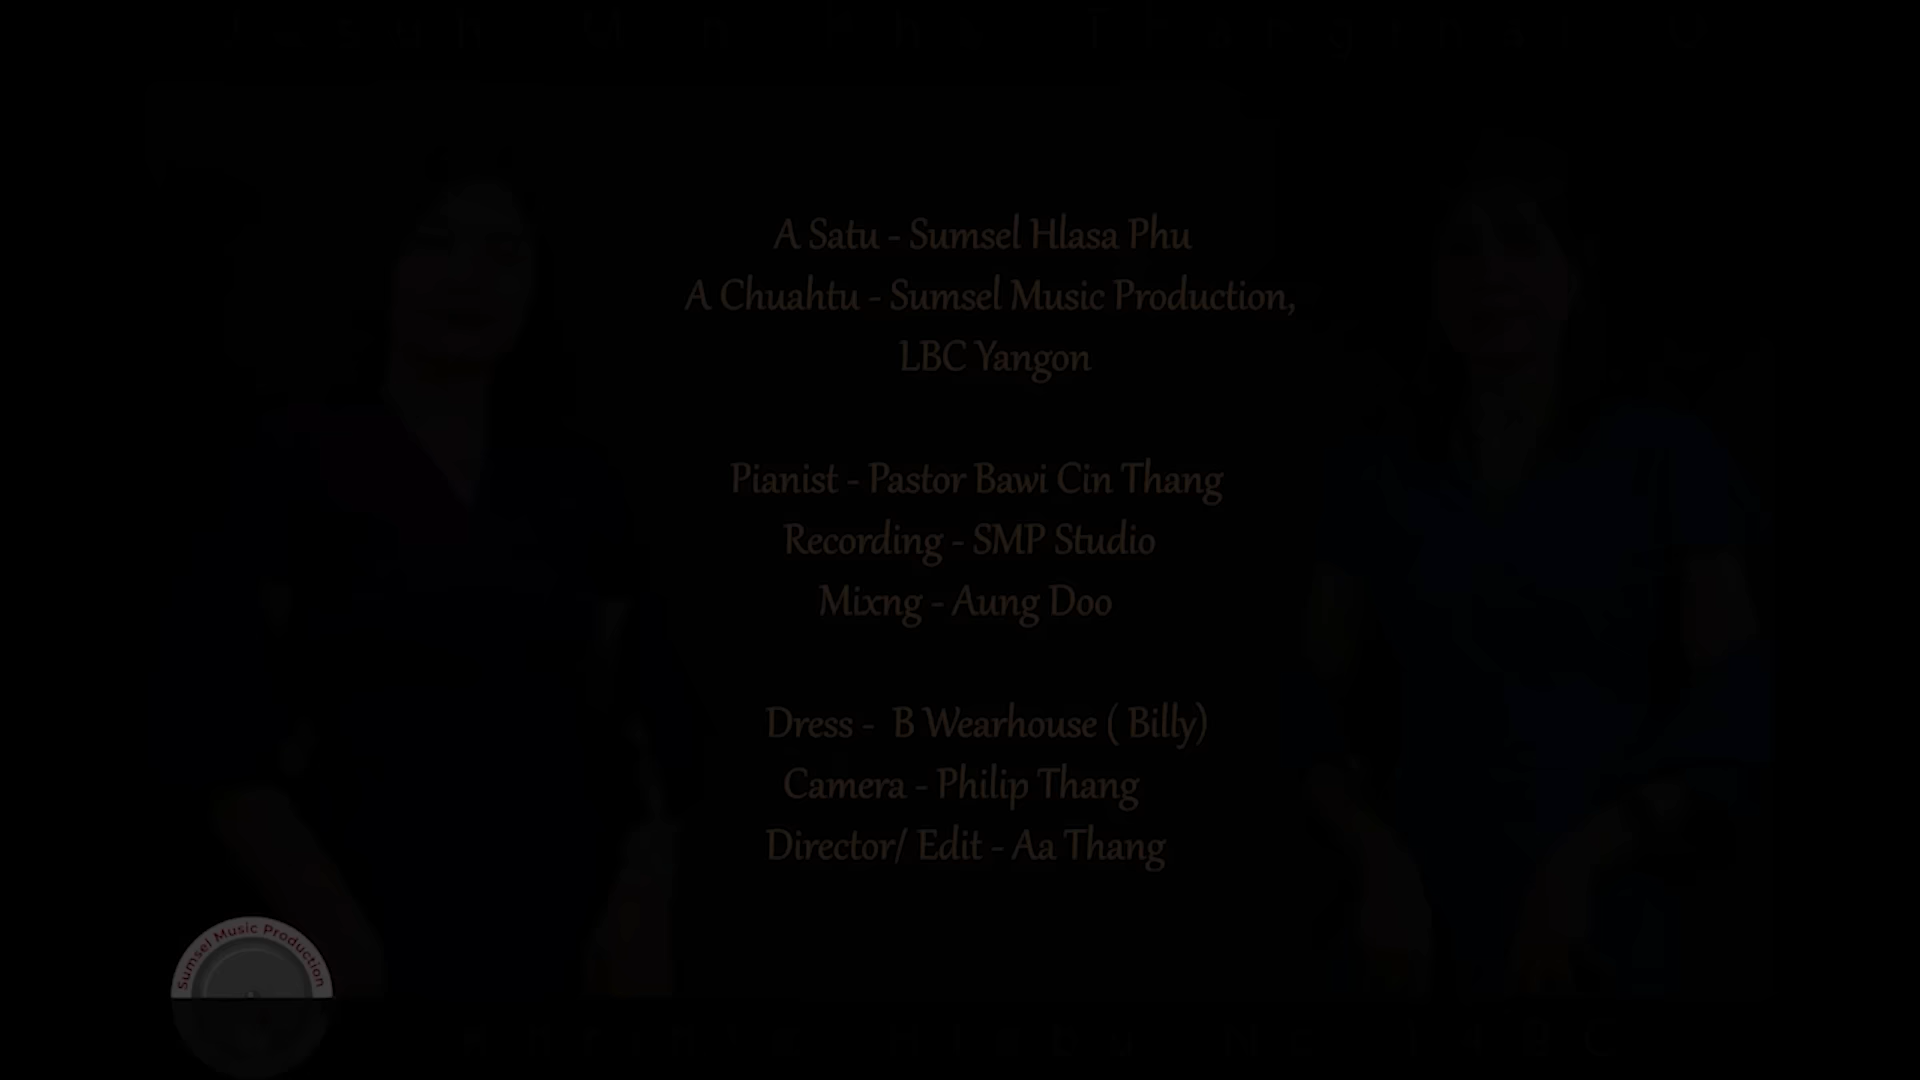 A Satu - Sumsel Hlasa Phu
A Chuahtu - Sumsel Music Production,
LBC Yangon
Pianist - Pastor Bawi Cin Thang
Recording - SMP Studio
Mixng - Aung Doo
Dress - B Wearhouse ( Billy)
Camera - Philip Thang
Director/ Edit - Aa Thang
Sumsel Music Production